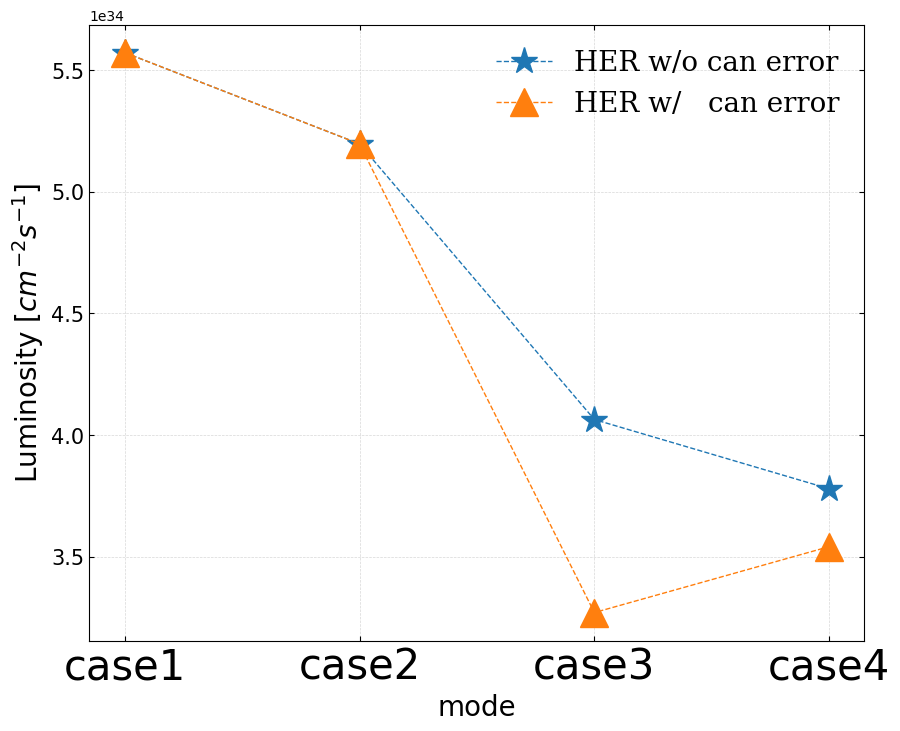 1e34
HER w/o can error
HER w/   can error
5.5
5.0
4.5
4.0
3.5
Luminosity [cm⁻²s⁻¹]
case1 case2 case3 case4
mode